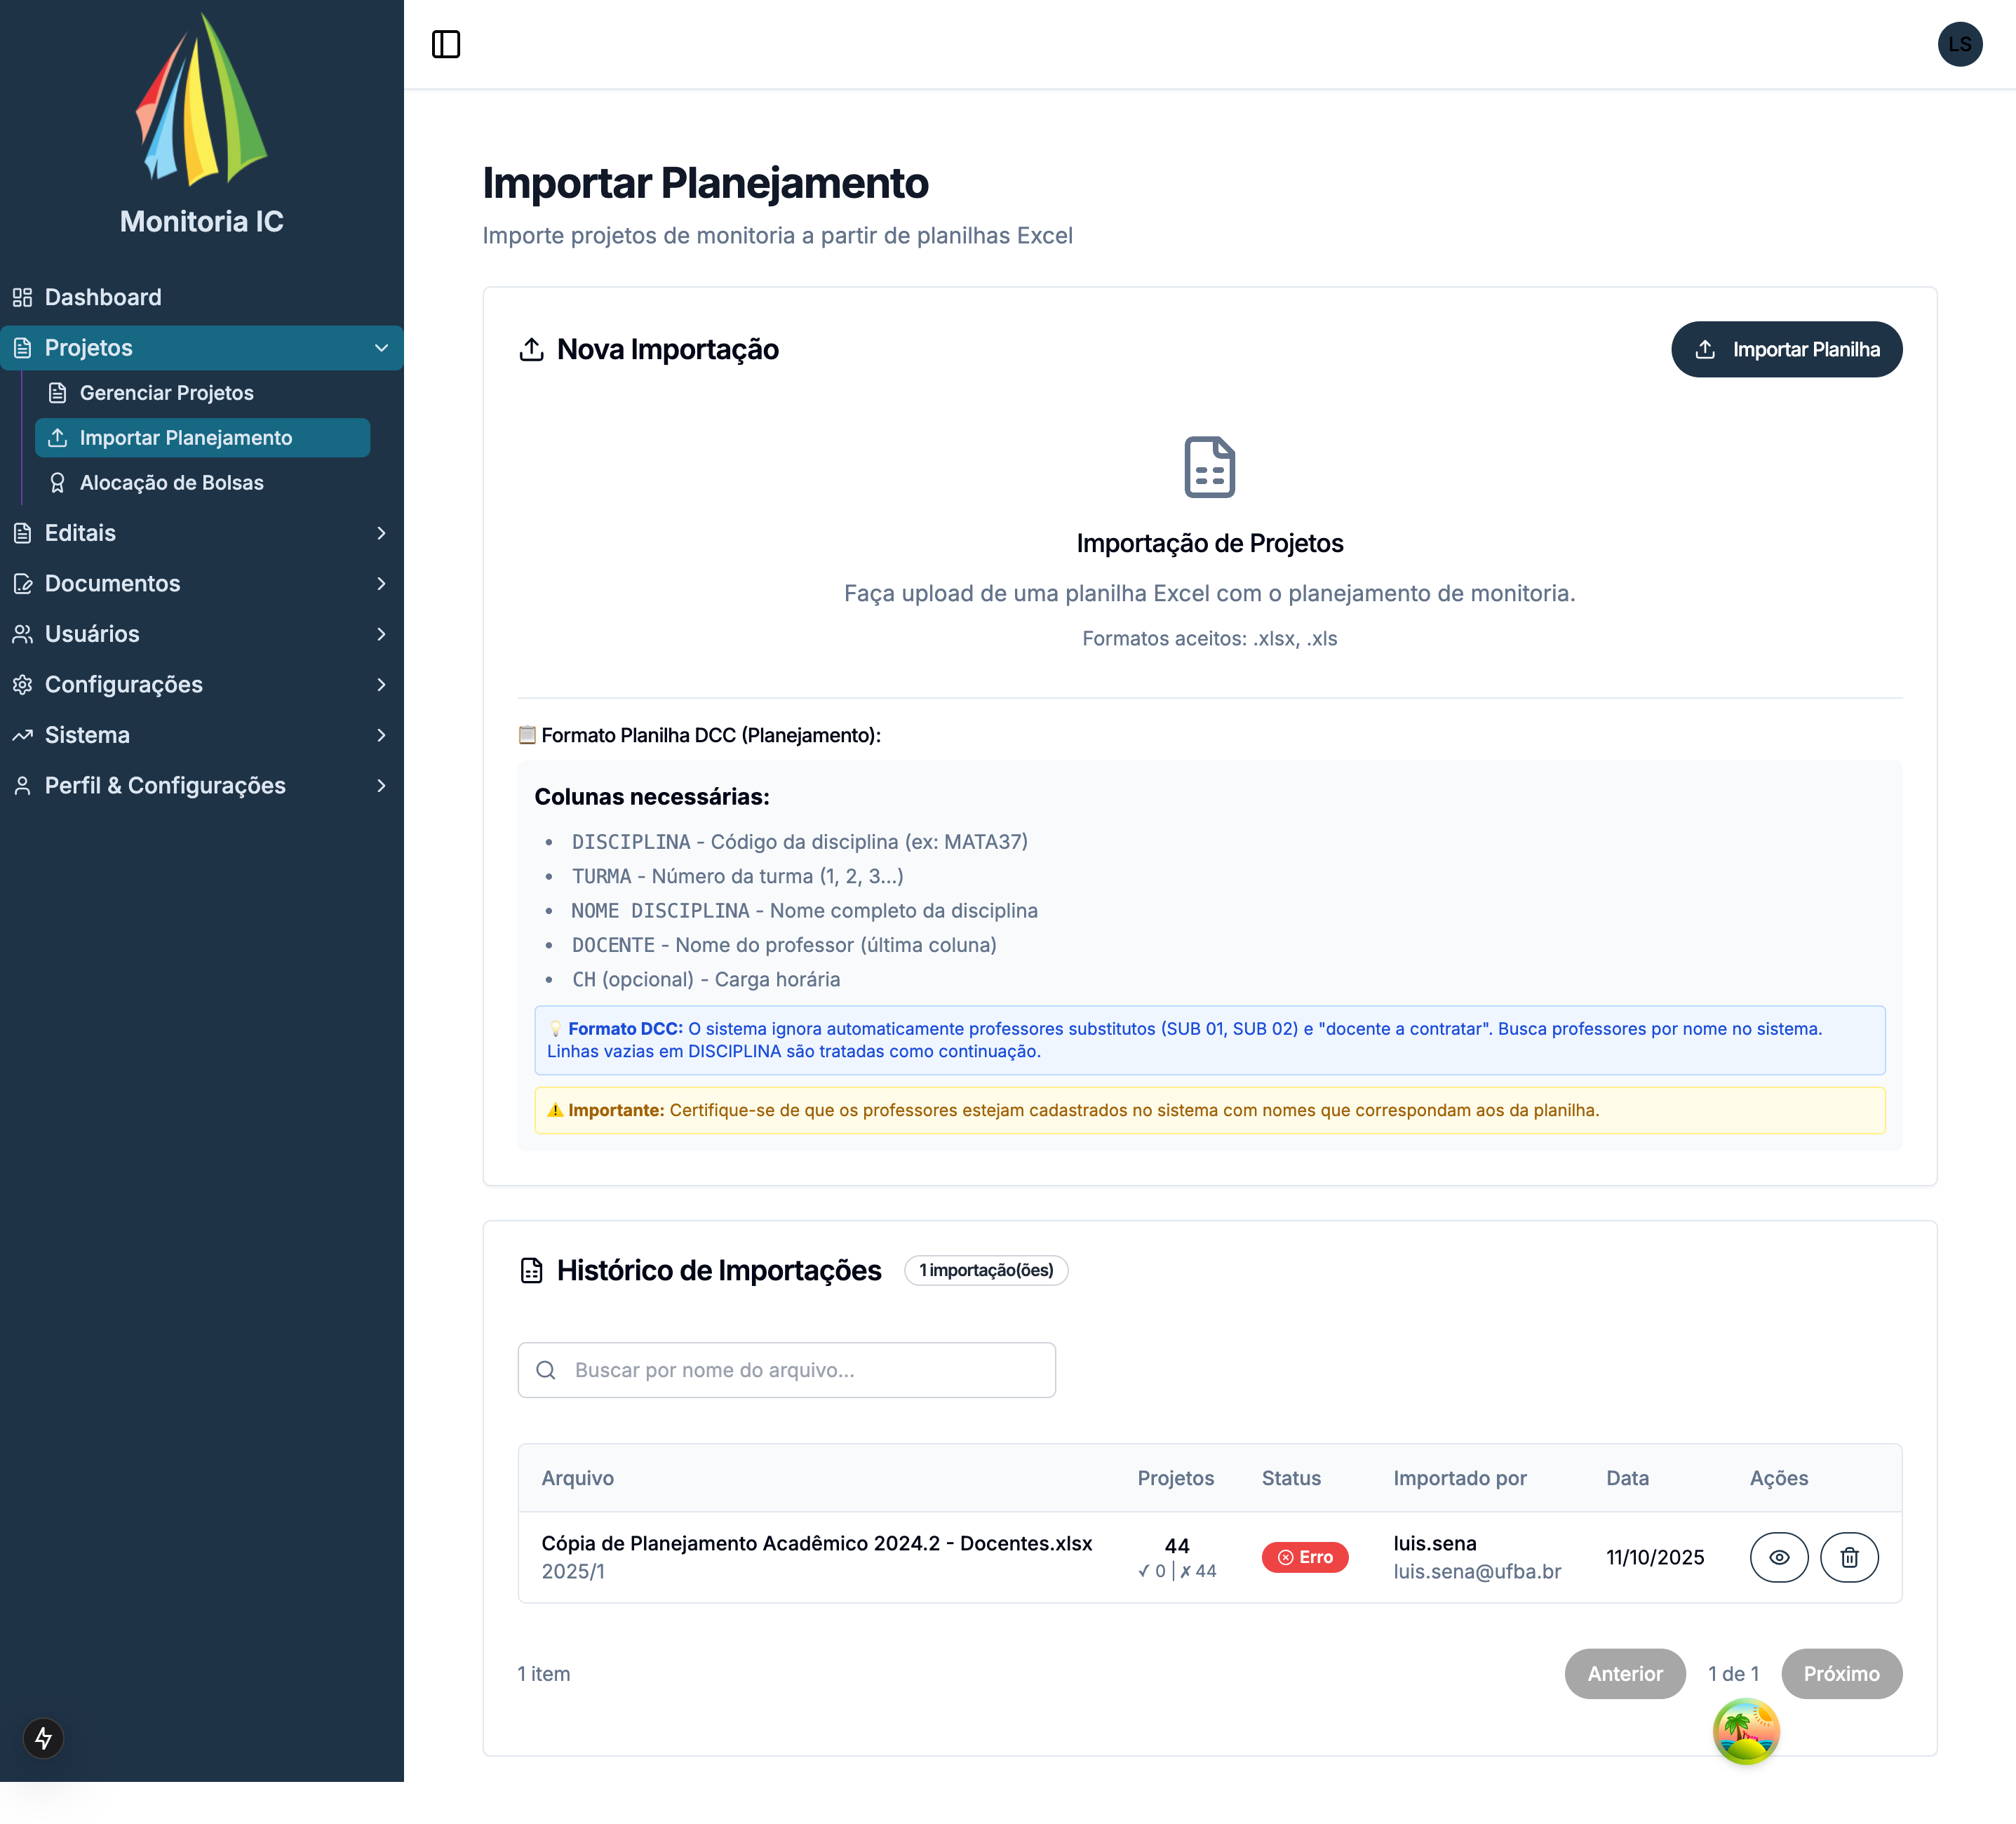 LS
Monitoria IC
Dashboard
Projetos
Gerenciar Projetos
Importar Planejamento
Alocação de Bolsas
Editais
Documentos
Usuários
Configurações
Sistema
Perfil & Configurações
Importar Planejamento
Importe projetos de monitoria a partir de planilhas Excel
Nova Importação
Importar Planilha
Importação de Projetos
Faça upload de uma planilha Excel com o planejamento de monitoria.
Formatos aceitos: .xlsx, .xls
📋 Formato Planilha DCC (Planejamento):
Colunas necessárias:
• DISCIPLINA - Código da disciplina (ex: MATA37)
• TURMA - Número da turma (1, 2, 3...)
• NOME DISCIPLINA - Nome completo da disciplina
• DOCENTE - Nome do professor (última coluna)
• CH (opcional) - Carga horária
💡 Formato DCC: O sistema ignora automaticamente professores substitutos (SUB 01, SUB 02) e "docente a contratar". Busca professores por nome no sistema.
Linhas vazias em DISCIPLINA são tratadas como continuação.
⚠️ Importante: Certifique-se de que os professores estejam cadastrados no sistema com nomes que correspondam aos da planilha.
Histórico de Importações
1 importação(ões)
Buscar por nome do arquivo...
Arquivo Projetos Status Importado por Data Ações
Cópia de Planejamento Acadêmico 2024.2 - Docentes.xlsx
2025/1
44
✓ 0 | ✗ 44
Erro
luis.sena
luis.sena@ufba.br
11/10/2025
1 item
Anterior
1 de 1
Próximo